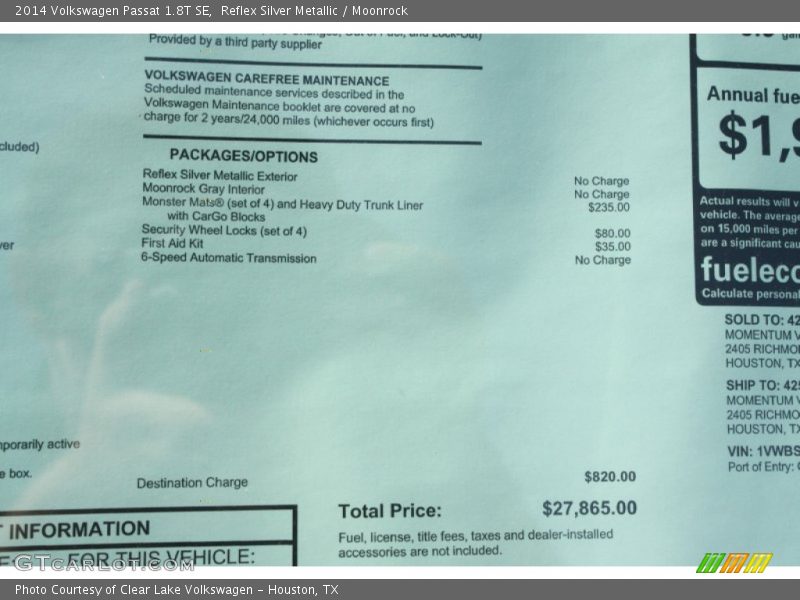 2014 Volkswagen Passat 1.8T SE,  Reflex Silver Metallic / Moonrock
Provided by a third party supplier
VOLKSWAGEN CAREFREE MAINTENANCE
Scheduled maintenance services described in the
Volkswagen Maintenance booklet are covered at no
charge for 2 years/24,000 miles (whichever occurs first)
cluded)
PACKAGES/OPTIONS
Reflex Silver Metallic Exterior No Charge
Moonrock Gray Interior No Charge
Monster Mats® (set of 4) and Heavy Duty Trunk Liner $235.00
with CarGo Blocks
Security Wheel Locks (set of 4) $80.00
First Aid Kit $35.00
6-Speed Automatic Transmission No Charge
ver
Annual fue
$1,9
Actual results will v
vehicle. The average
on 15,000 miles per
are a significant cau
fueleco
Calculate personal
SOLD TO: 42
MOMENTUM V
2405 RICHMO
HOUSTON, TX
SHIP TO: 425
MOMENTUM V
2405 RICHMO
HOUSTON, TX
VIN: 1VWBS
Port of Entry:
mporarily active
e box.
Destination Charge $820.00
Total Price: $27,865.00
Fuel, license, title fees, taxes and dealer-installed
accessories are not included.
T INFORMATION
FOR THIS VEHICLE:
GTCARLOT.COM
Photo Courtesy of Clear Lake Volkswagen – Houston, TX